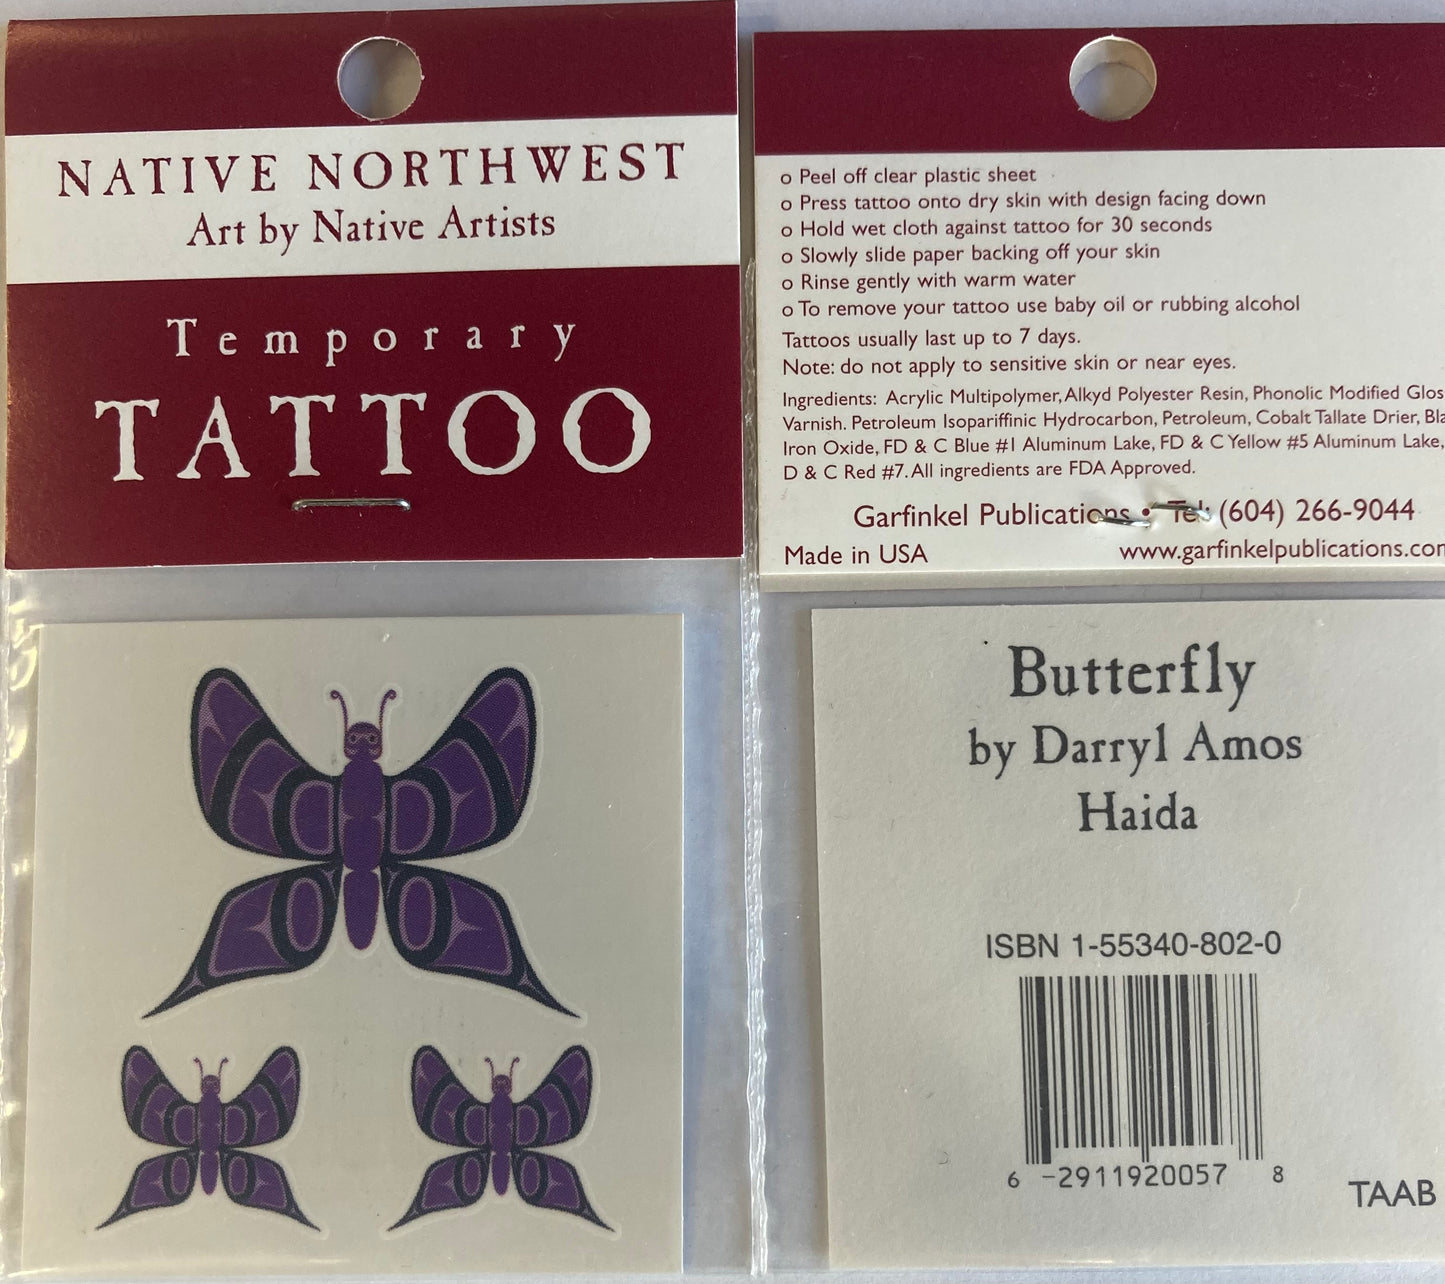 NATIVE NORTHWEST
Art by Native Artists
Temporary
TATTOO
o Peel off clear plastic sheet
o Press tattoo onto dry skin with design facing down
o Hold wet cloth against tattoo for 30 seconds
o Slowly slide paper backing off your skin
o Rinse gently with warm water
o To remove your tattoo use baby oil or rubbing alcohol
Tattoos usually last up to 7 days.
Note: do not apply to sensitive skin or near eyes.
Ingredients: Acrylic Multipolymer, Alkyd Polyester Resin, Phonolic Modified Glos
Varnish. Petroleum Isopariffinic Hydrocarbon, Petroleum, Cobalt Tallate Drier, Bla
Iron Oxide, FD & C Blue #1 Aluminum Lake, FD & C Yellow #5 Aluminum Lake,
D & C Red #7. All ingredients are FDA Approved.
Garfinkel Publications • Tel: (604) 266-9044
Made in USA www.garfinkelpublications.com
Butterfly
by Darryl Amos
Haida
ISBN 1-55340-802-0
6 -2911920057 8
TAAB